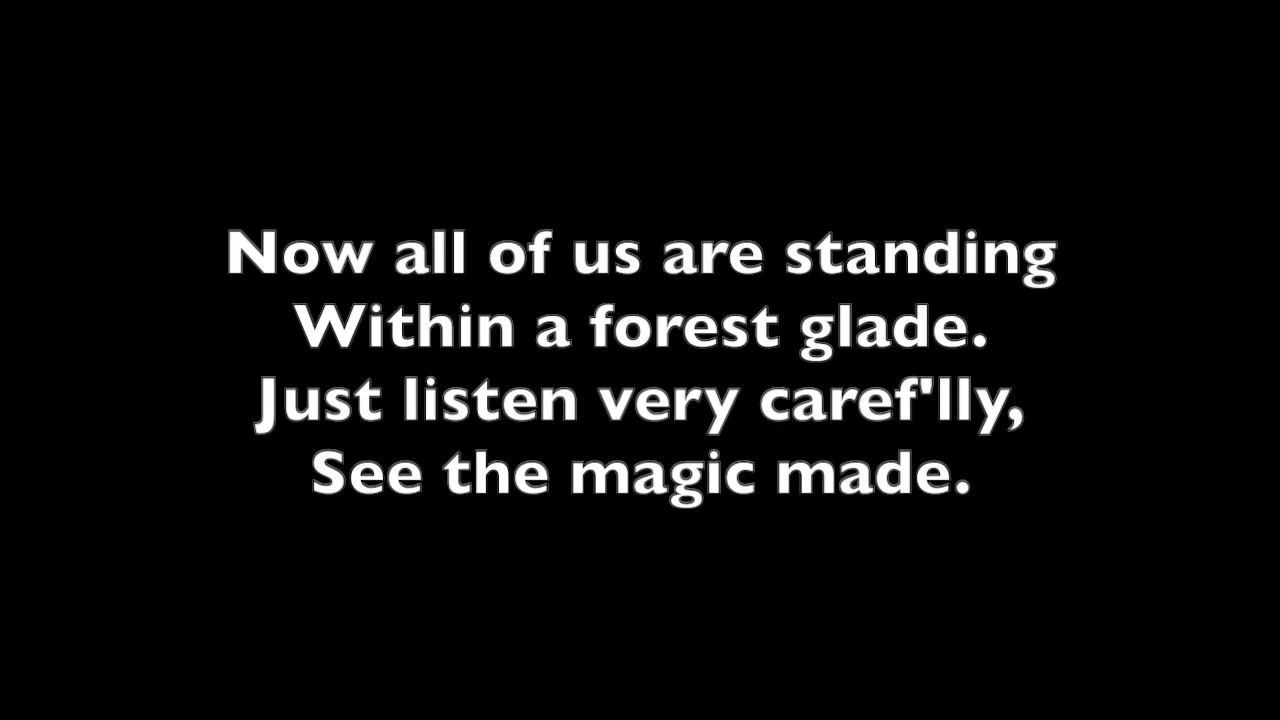 Now all of us are standing
Within a forest glade.
Just listen very caref'lly,
See the magic made.